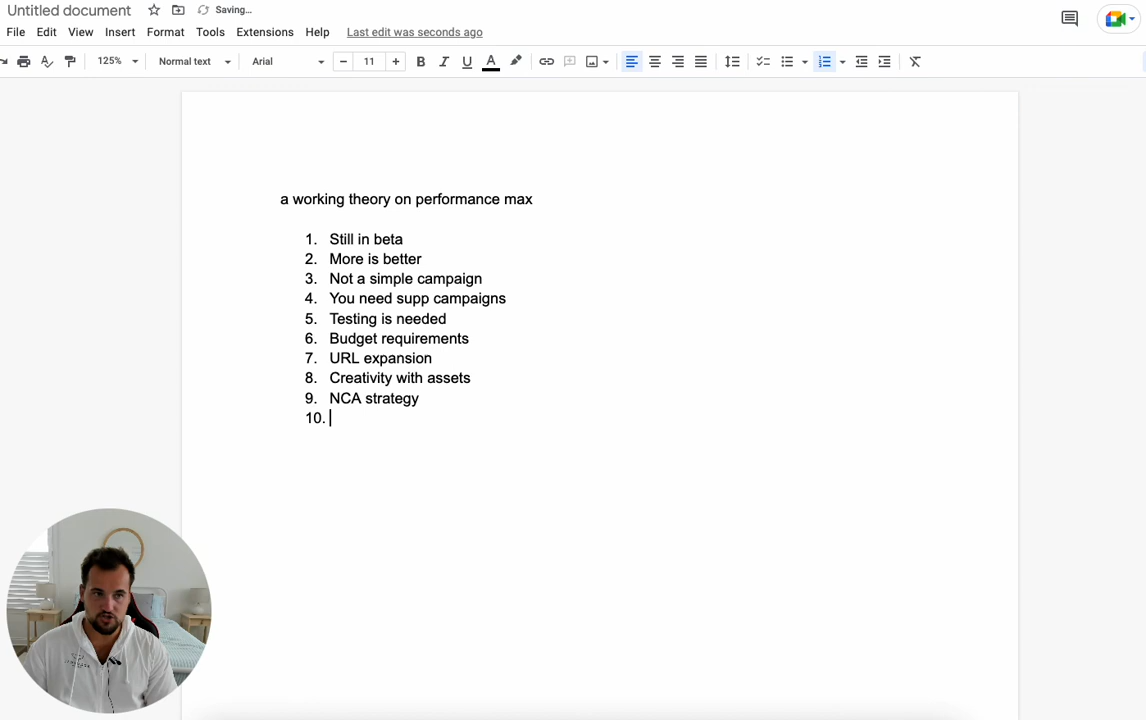 Untitled document Saving...
File Edit View Insert Format Tools Extensions Help Last edit was seconds ago
125% Normal text Arial − 11 + B I U A
a working theory on performance max
1. Still in beta
2. More is better
3. Not a simple campaign
4. You need supp campaigns
5. Testing is needed
6. Budget requirements
7. URL expansion
8. Creativity with assets
9. NCA strategy
10.